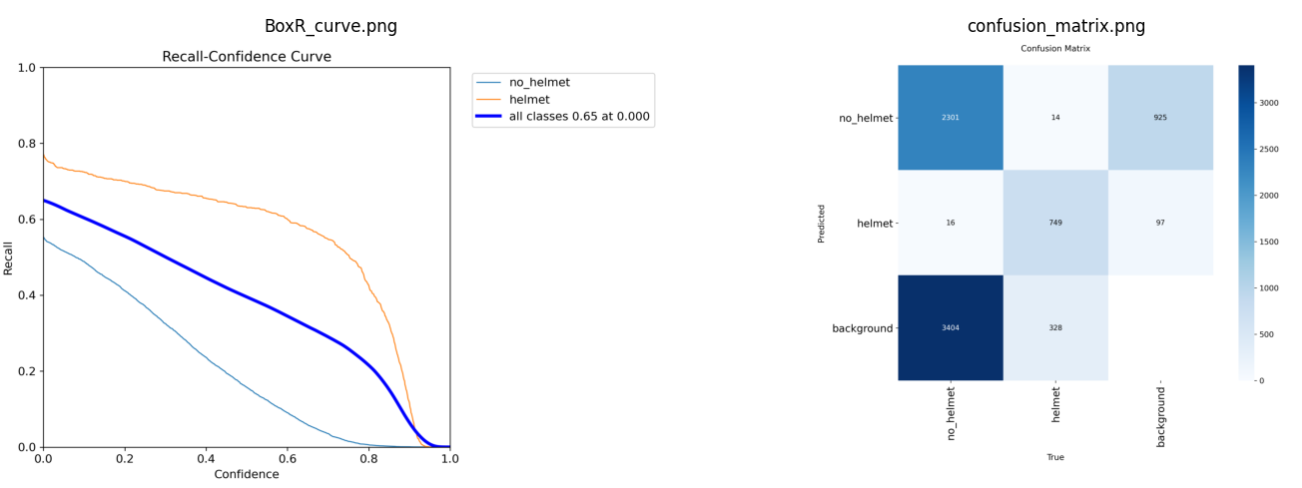 BoxR_curve.png
Recall-Confidence Curve
1.0
0.8
0.6
0.4
0.2
0.0
Recall
0.0 0.2 0.4 0.6 0.8 1.0
Confidence
no_helmet
helmet
all classes 0.65 at 0.000
confusion_matrix.png
Confusion Matrix
no_helmet 2301 14 925
helmet 16 749 97
background 3404 328
Predicted
no_helmet helmet background
True
3000
2500
2000
1500
1000
500
0